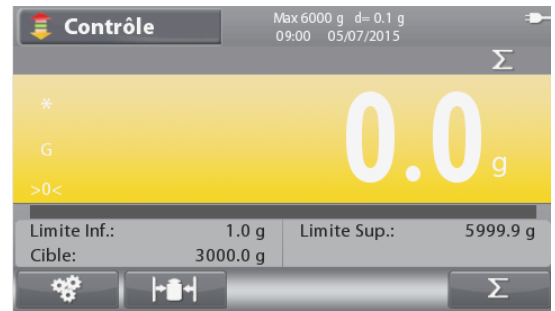 Contrôle
Max 6000 g d= 0.1 g
09:00 05/07/2015
Σ
*
G
>0<
0.0 g
Limite Inf.: 1.0 g Limite Sup.: 5999.9 g
Cible: 3000.0 g
Σ